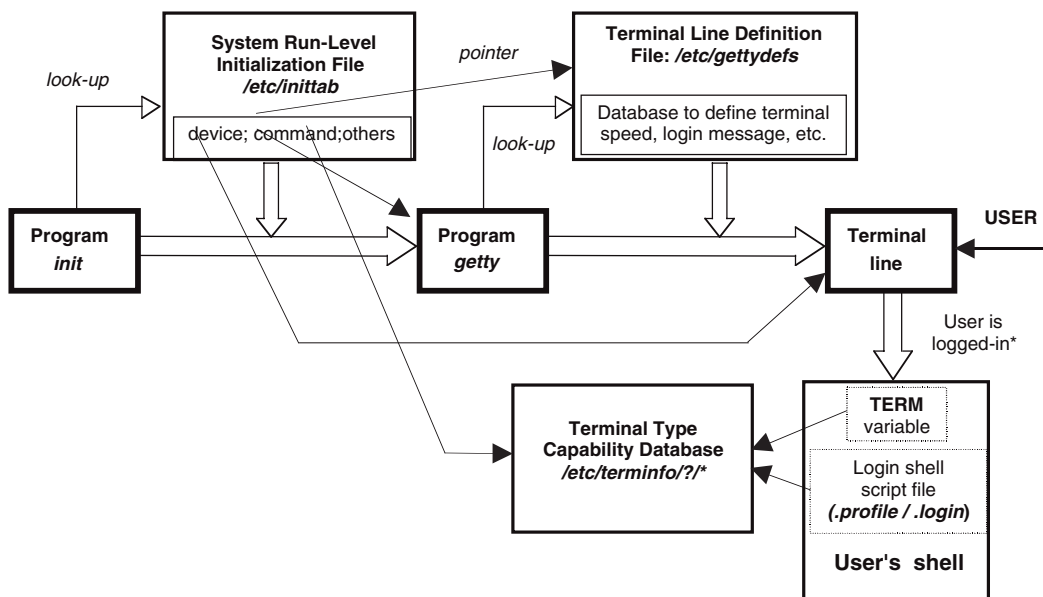 System Run-Level
Initialization File
/etc/inittab
Terminal Line Definition
File: /etc/gettydefs
pointer
look-up
device; command;others
Database to define terminal
speed, login message, etc.
look-up
Program
init
Program
getty
Terminal
line
USER
User is
logged-in*
Terminal Type
Capability Database
/etc/terminfo/?/*
TERM
variable
Login shell
script file
(.profile / .login)
User's shell